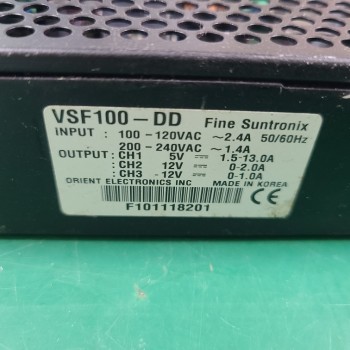 VSF100-DD Fine Suntronix
INPUT : 100-120VAC ~2.4A 50/60Hz
200-240VAC ~1.4A
OUTPUT : CH1 5V ⎓ 1.5-13.0A
: CH2 12V ⎓ 0-2.0A
: CH3 -12V ⎓ 0-1.0A
ORIENT ELECTRONICS INC MADE IN KOREA
F101118201 CE